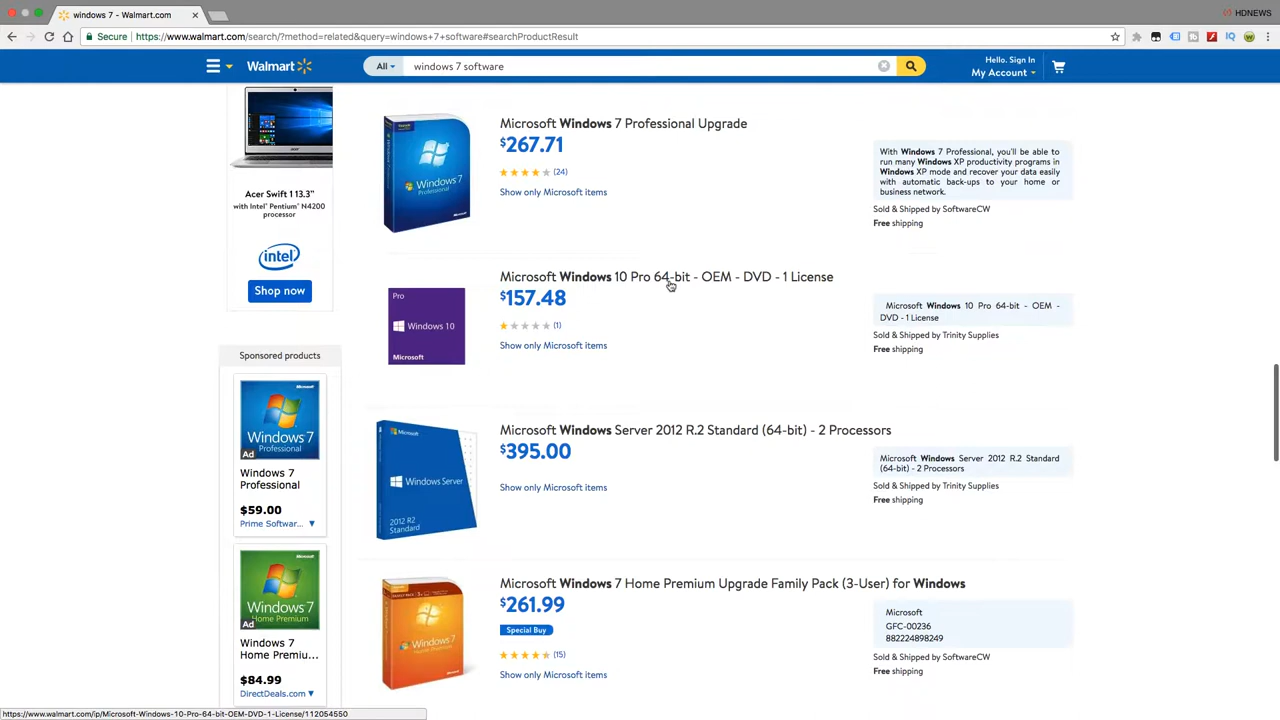 windows 7 - Walmart.com
HDNEWS
Secure https://www.walmart.com/search/?method=related&query=windows+7+software#searchProductResult
Walmart
All
windows 7 software
Hello. Sign In
My Account
Acer Swift 1 13.3"
with Intel® Pentium® N4200
processor
intel
Shop now
Sponsored products
Windows 7
Professional
Ad
Windows 7
Professional
$59.00
Prime Softwar...
Windows 7
Home Premium
Ad
Windows 7
Home Premiu...
$84.99
DirectDeals.com
Windows 7
Professional
Microsoft
Microsoft Windows 7 Professional Upgrade
$267.71
(24)
Show only Microsoft items
With Windows 7 Professional, you'll be able to
run many Windows XP productivity programs in
Windows XP mode and recover your data easily
with automatic back-ups to your home or
business network.
Sold & Shipped by SoftwareCW
Free shipping
Pro
Windows 10
Microsoft
Microsoft Windows 10 Pro 64-bit - OEM - DVD - 1 License
$157.48
(1)
Show only Microsoft items
Microsoft Windows 10 Pro 64-bit - OEM -
DVD - 1 License
Sold & Shipped by Trinity Supplies
Free shipping
Microsoft
Windows Server
2012 R2
Standard
Microsoft Windows Server 2012 R.2 Standard (64-bit) - 2 Processors
$395.00
Show only Microsoft items
Microsoft Windows Server 2012 R.2 Standard
(64-bit) - 2 Processors
Sold & Shipped by Trinity Supplies
Free shipping
Windows 7
Home Premium
Microsoft Windows 7 Home Premium Upgrade Family Pack (3-User) for Windows
$261.99
Special Buy
(15)
Show only Microsoft items
Microsoft
GFC-00236
882224898249
Sold & Shipped by SoftwareCW
Free shipping
https://www.walmart.com/ip/Microsoft-Windows-10-Pro-64-bit-OEM-DVD-1-License/112054550